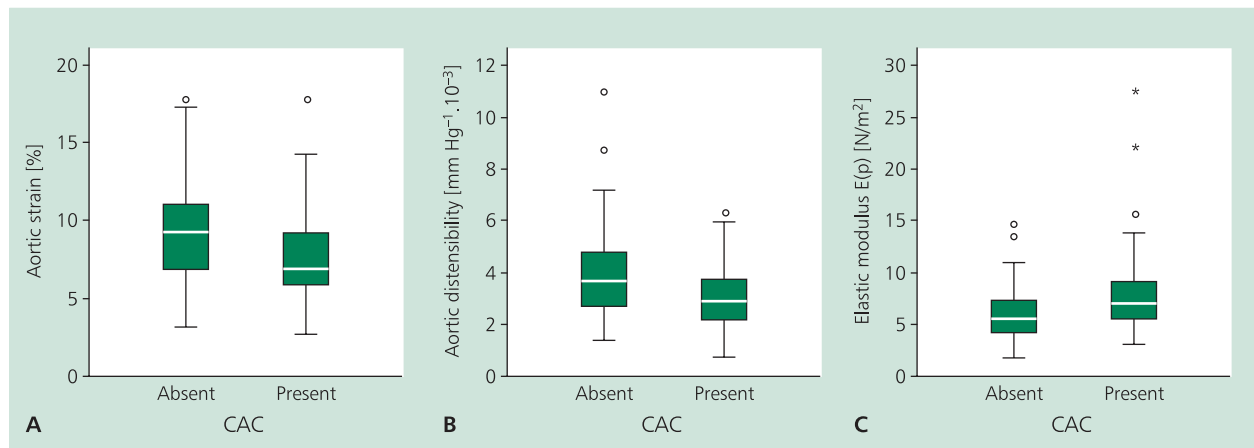 Aortic strain [%]
20
15
10
5
0
Absent
Present
A
CAC
Aortic distensibility [mm Hg⁻¹.10⁻³]
12
10
8
6
4
2
0
Absent
Present
B
CAC
Elastic modulus E(p) [N/m²]
30
25
20
15
10
5
0
Absent
Present
C
CAC